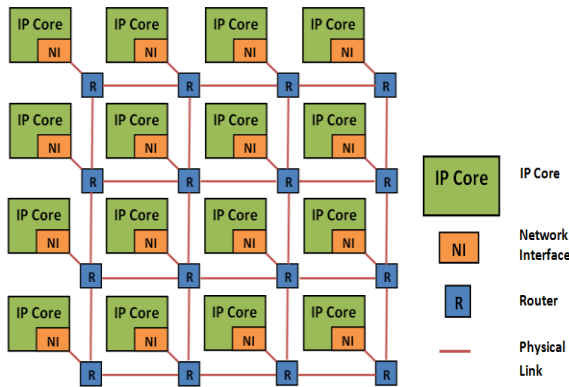 IP Core IP Core IP Core IP Core
NI NI NI NI
R R R R
IP Core IP Core IP Core IP Core
NI NI NI NI
R R R R
IP Core IP Core IP Core IP Core
NI NI NI NI
R R R R
IP Core IP Core IP Core IP Core
NI NI NI NI
R R R R
IP Core IP Core
NI Network
Interface
R Router
Physical
Link